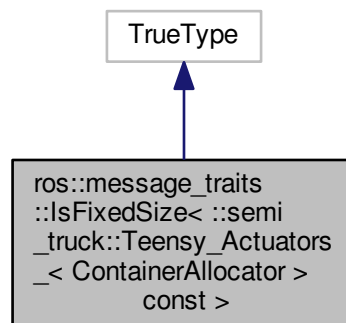 TrueType
ros::message_traits
::IsFixedSize< ::semi
_truck::Teensy_Actuators
_< ContainerAllocator >
const >